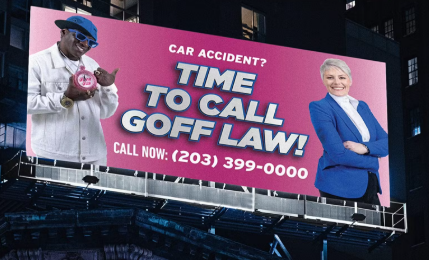 CAR ACCIDENT?
TIME
TO CALL
GOFF LAW!
CALL NOW: (203) 399-0000